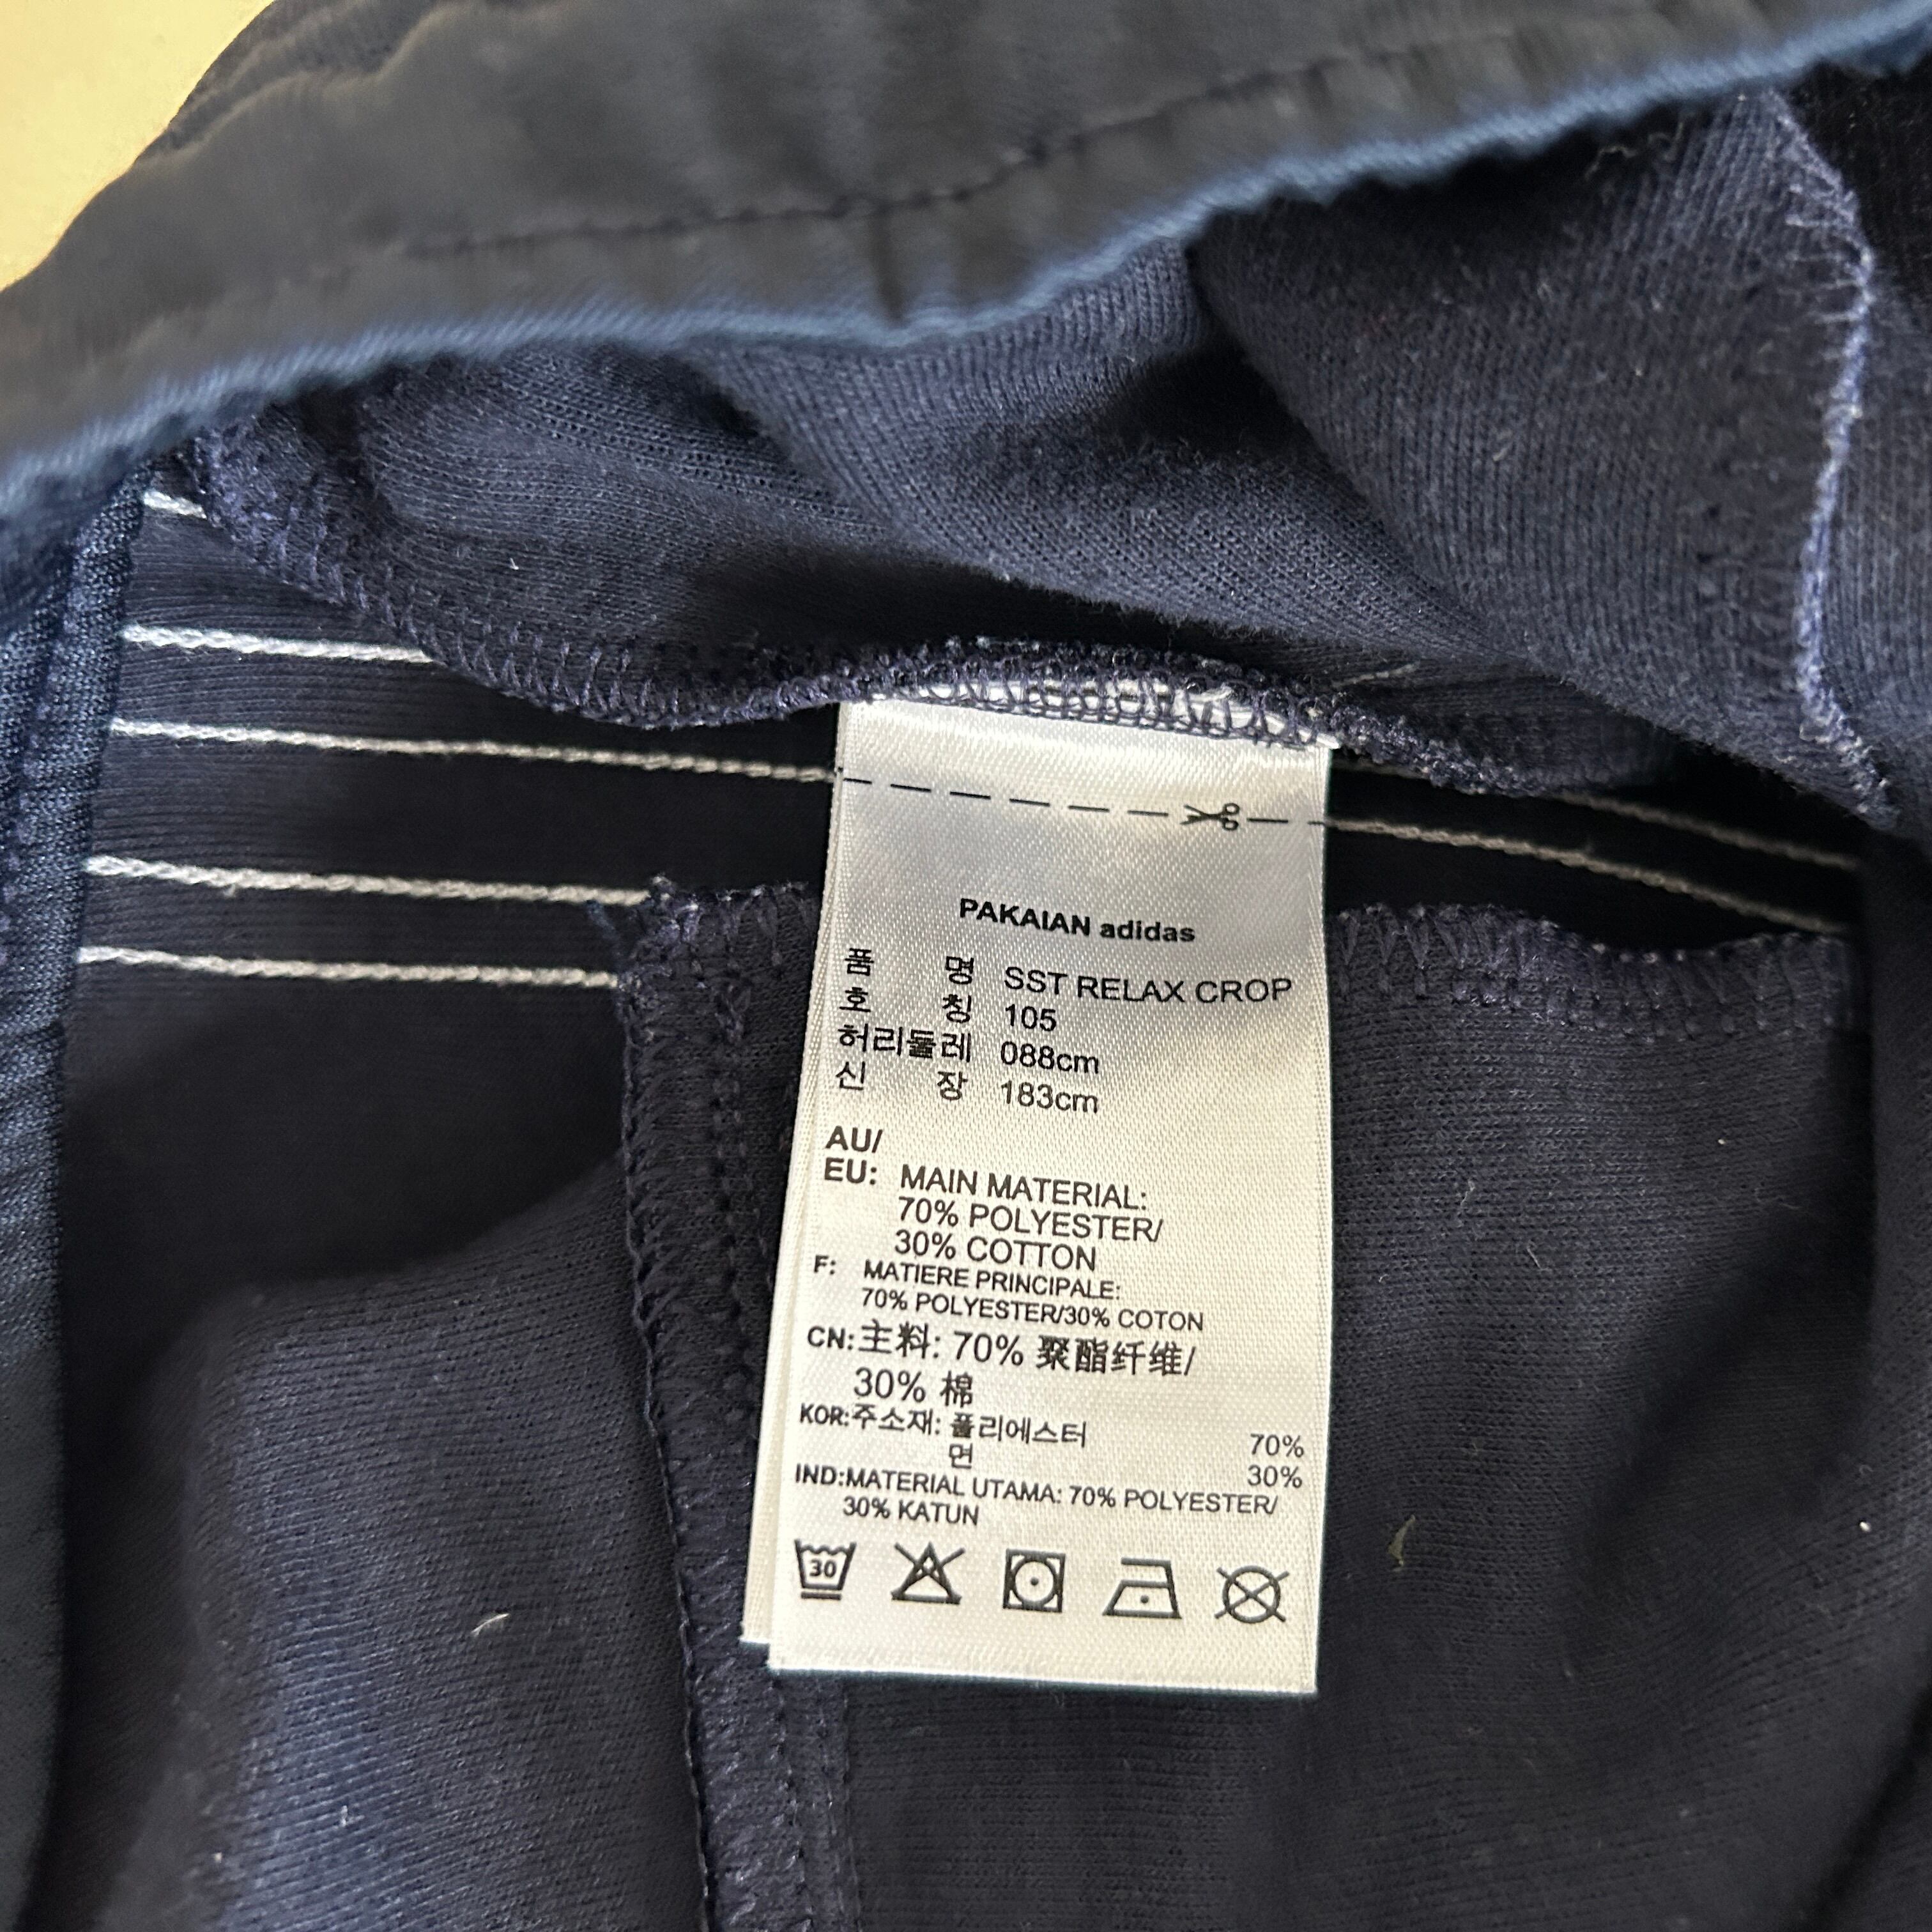 PAKAIAN adidas
품 명 SST RELAX CROP
호 칭 105
허리둘레 088cm
신 장 183cm
AU/
EU: MAIN MATERIAL:
70% POLYESTER/
30% COTTON
F: MATIERE PRINCIPALE:
70% POLYESTER/30% COTON
CN:主料: 70% 聚酯纤维/
30% 棉
KOR:주소재: 폴리에스터 70%
면 30%
IND:MATERIAL UTAMA: 70% POLYESTER/
30% KATUN
30